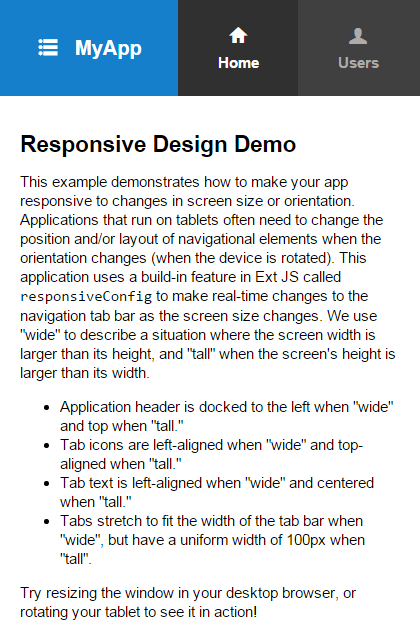 MyApp
Home
Users
Responsive Design Demo
This example demonstrates how to make your app
responsive to changes in screen size or orientation.
Applications that run on tablets often need to change the
position and/or layout of navigational elements when the
orientation changes (when the device is rotated). This
application uses a build-in feature in Ext JS called
responsiveConfig to make real-time changes to the
navigation tab bar as the screen size changes. We use
"wide" to describe a situation where the screen width is
larger than its height, and "tall" when the screen's height is
larger than its width.
• Application header is docked to the left when "wide"
and top when "tall."
• Tab icons are left-aligned when "wide" and top-
aligned when "tall."
• Tab text is left-aligned when "wide" and centered
when "tall."
• Tabs stretch to fit the width of the tab bar when
"wide", but have a uniform width of 100px when
"tall".
Try resizing the window in your desktop browser, or
rotating your tablet to see it in action!